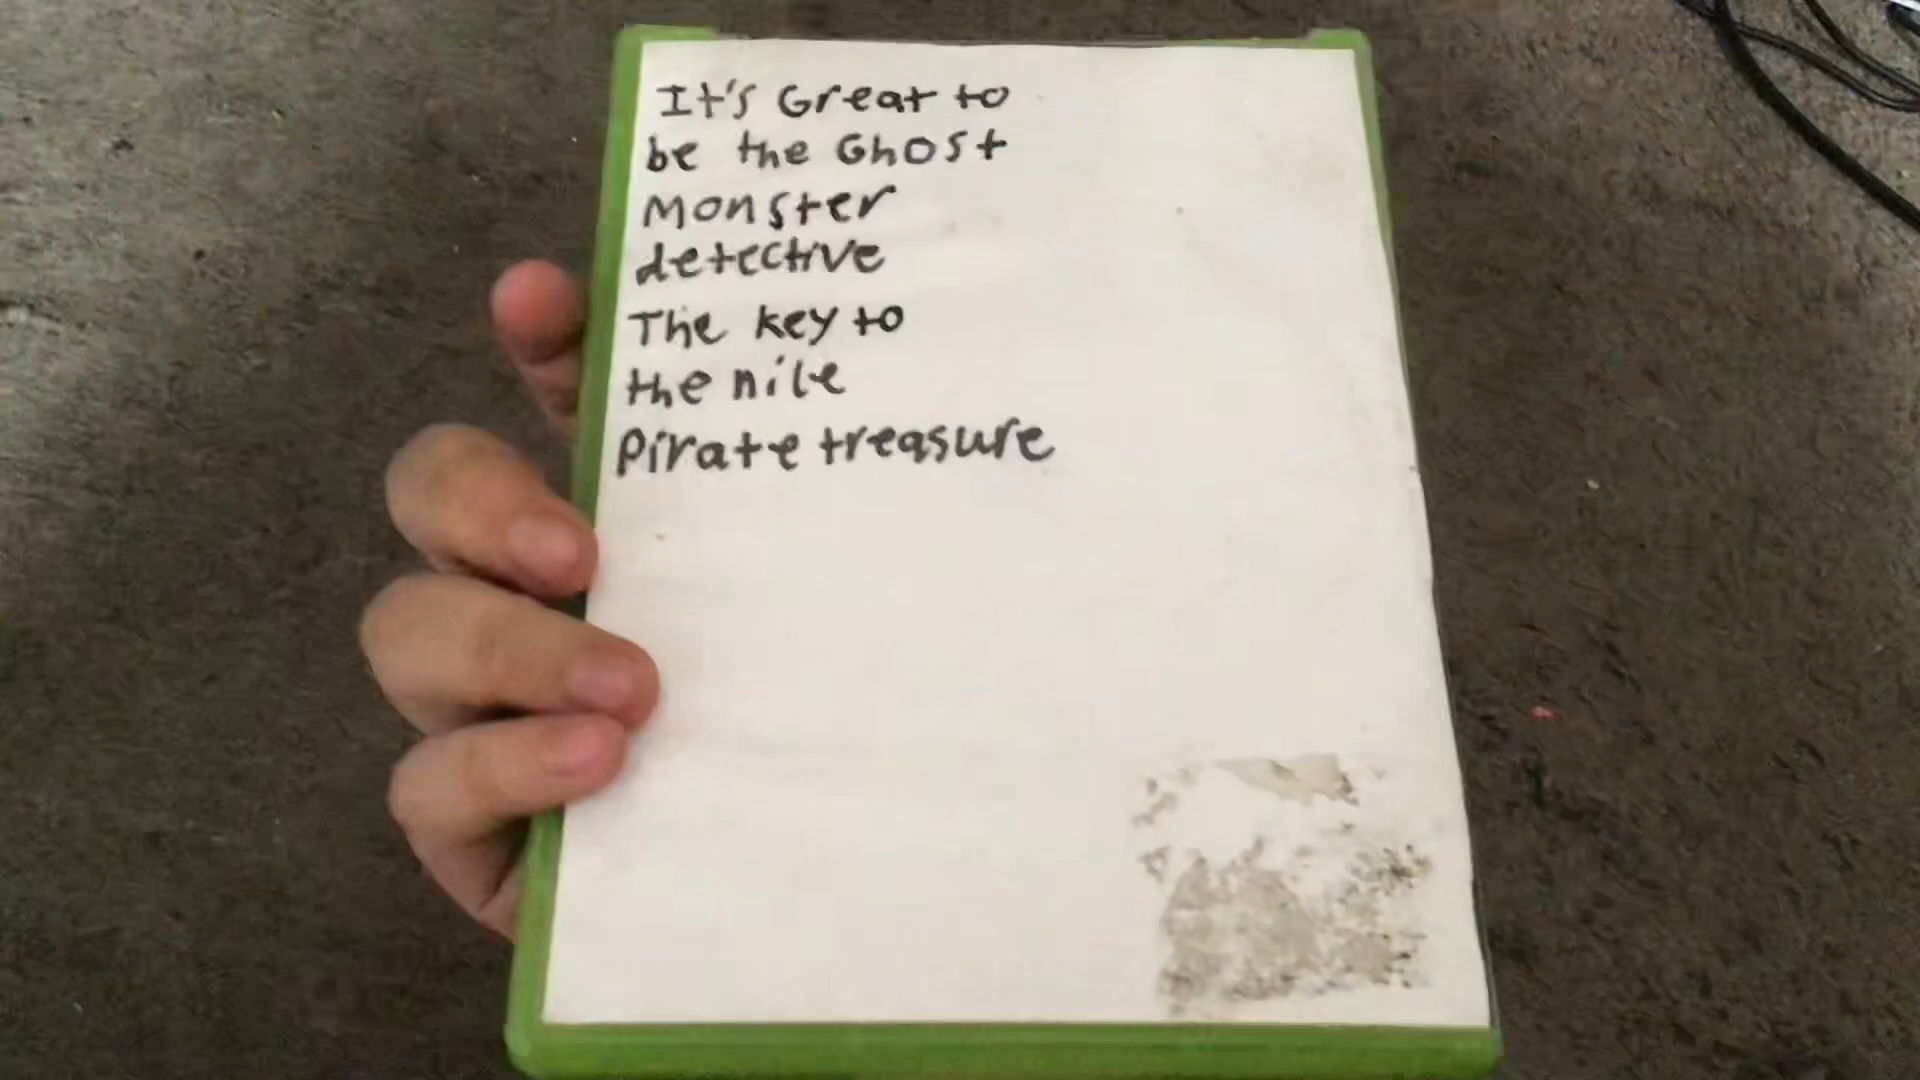 It's Great to
be the Ghost
Monster
detective
The key to
the nile
Pirate treasure